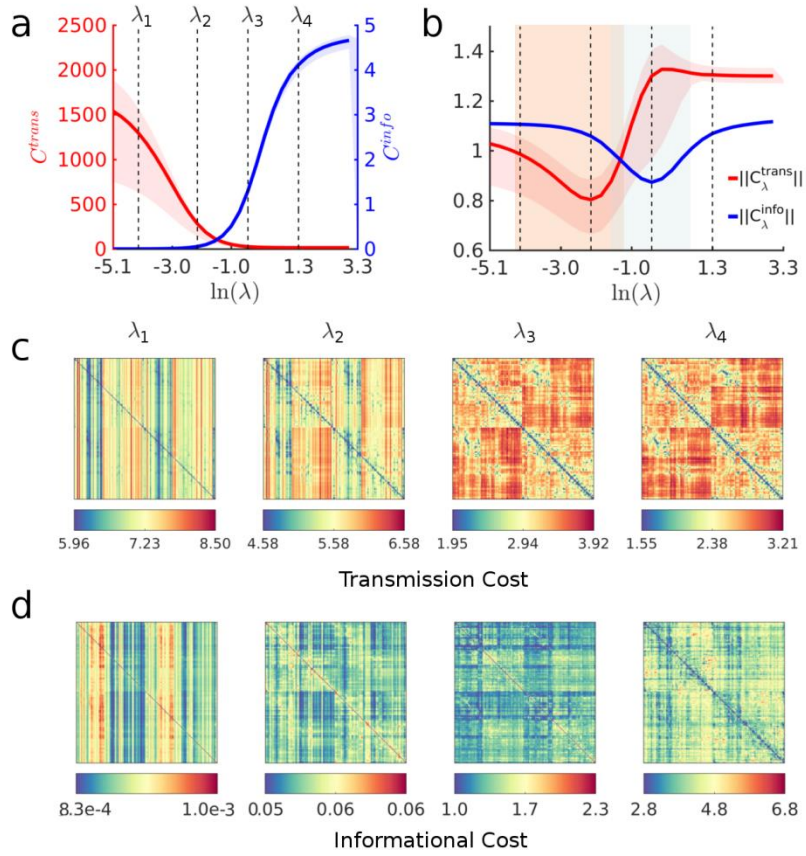 a
λ1 λ2 λ3 λ4
2500
2000
1500
1000
500
0
C^trans
5
4
3
2
1
0
C^info
-5.1 -3.0 -1.0 1.3 3.3
ln(λ)
b
1.4
1.2
1
0.8
0.6
||C_λ^trans||
||C_λ^info||
-5.1 -3.0 -1.0 1.3 3.3
ln(λ)
c
λ1 λ2 λ3 λ4
5.96 7.23 8.50 4.58 5.58 6.58 1.95 2.94 3.92 1.55 2.38 3.21
Transmission Cost
d
8.3e-4 1.0e-3 0.05 0.06 0.06 1.0 1.7 2.3 2.8 4.8 6.8
Informational Cost